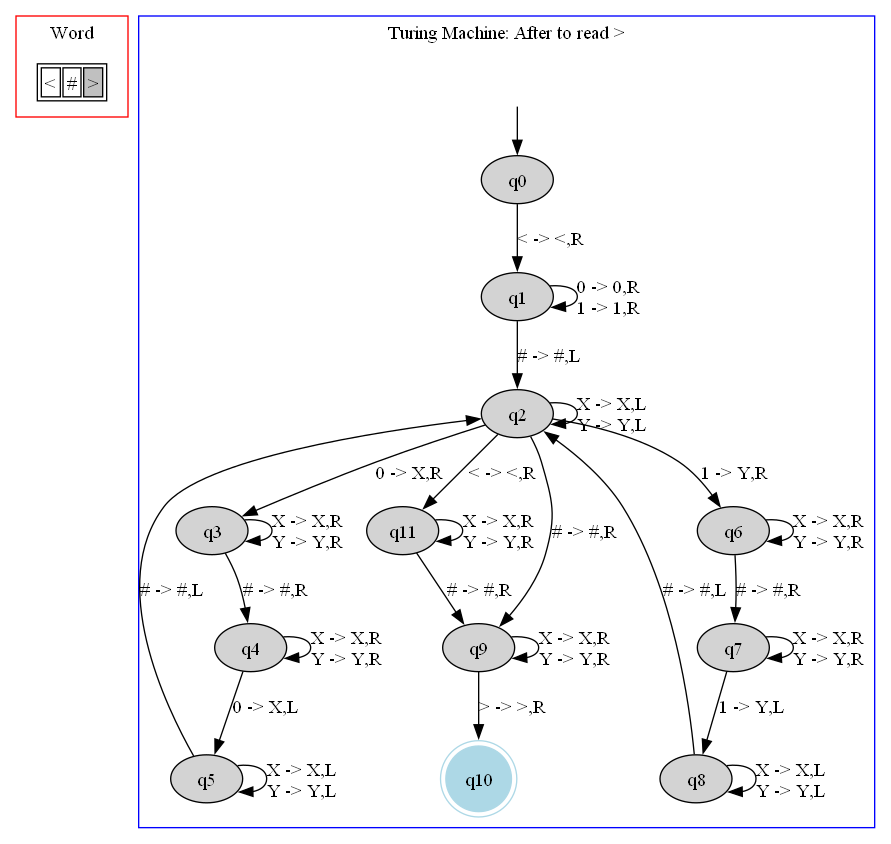 Word
< # >
Turing Machine: After to read >
q0
< -> <,R
q1
0 -> 0,R
1 -> 1,R
# -> #,L
q2
X -> X,L
Y -> Y,L
0 -> X,R
< -> <,R
1 -> Y,R
q3
X -> X,R
Y -> Y,R
q11
X -> X,R
Y -> Y,R
# -> #,R
q6
X -> X,R
Y -> Y,R
# -> #,L
# -> #,R
# -> #,R
# -> #,L
# -> #,R
q4
X -> X,R
Y -> Y,R
q9
X -> X,R
Y -> Y,R
q7
X -> X,R
Y -> Y,R
0 -> X,L
> -> >,R
1 -> Y,L
q5
X -> X,L
Y -> Y,L
q10
q8
X -> X,L
Y -> Y,L